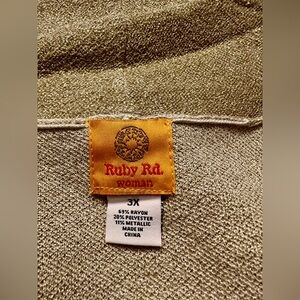 Ruby Rd.
woman
3X
69% RAYON
20% POLYESTER
11% METALLIC
MADE IN
CHINA